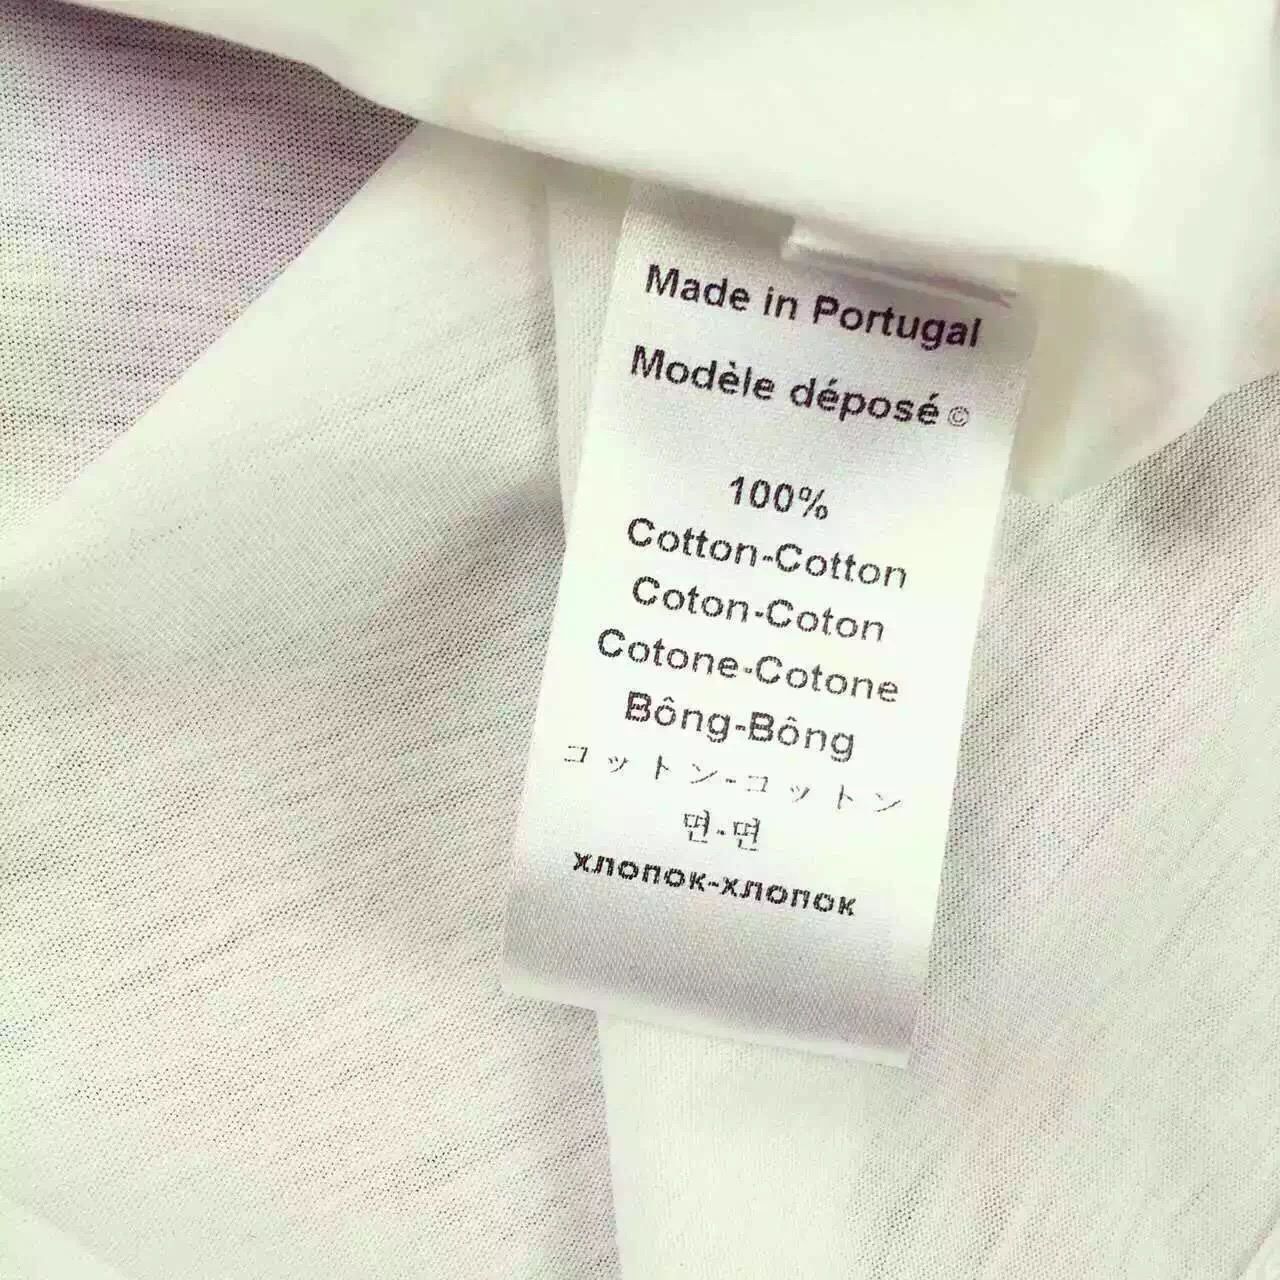 Made in Portugal
Modèle déposé ©
100%
Cotton-Cotton
Coton-Coton
Cotone-Cotone
Bông-Bông
コットン-コットン
면-면
хлопок-хлопок